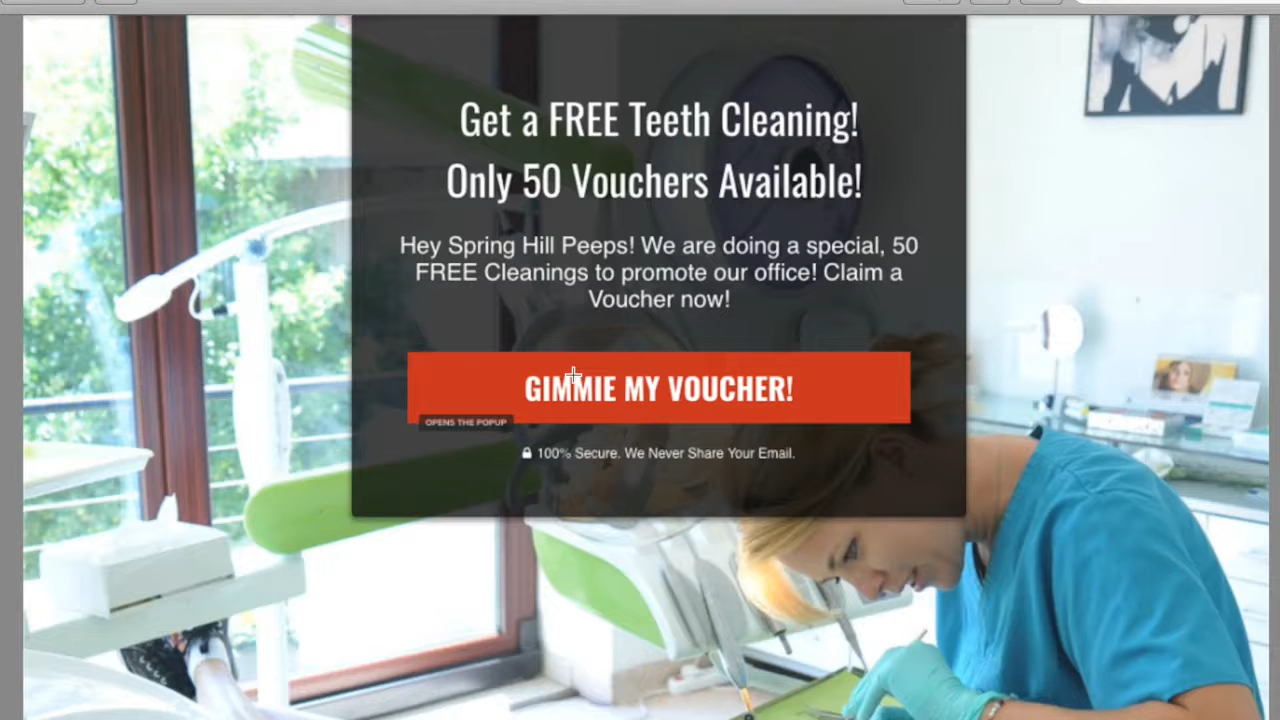 Get a FREE Teeth Cleaning!
Only 50 Vouchers Available!
Hey Spring Hill Peeps! We are doing a special, 50
FREE Cleanings to promote our office! Claim a
Voucher now!
GIMMIE MY VOUCHER!
OPENS THE POPUP
100% Secure. We Never Share Your Email.